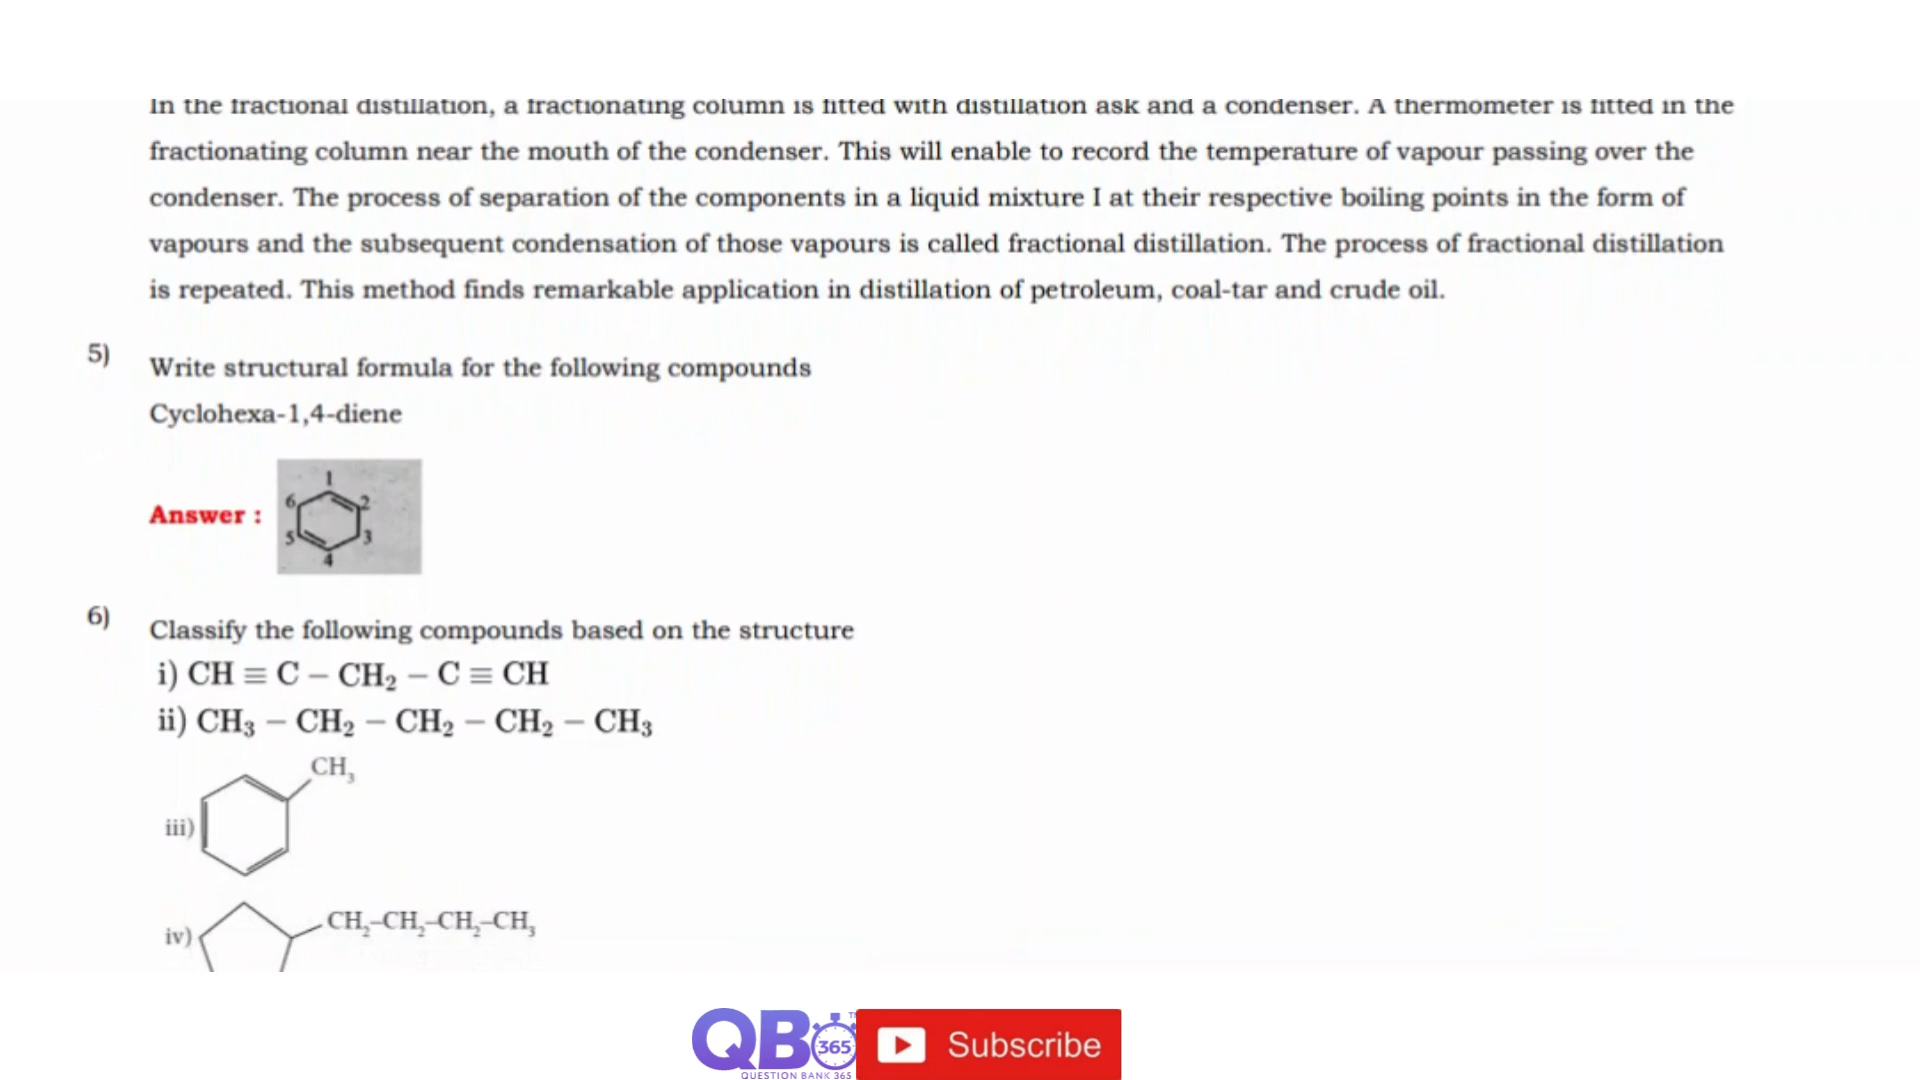 In the fractional distillation, a fractionating column is fitted with distillation ask and a condenser. A thermometer is fitted in the
fractionating column near the mouth of the condenser. This will enable to record the temperature of vapour passing over the
condenser. The process of separation of the components in a liquid mixture I at their respective boiling points in the form of
vapours and the subsequent condensation of those vapours is called fractional distillation. The process of fractional distillation
is repeated. This method finds remarkable application in distillation of petroleum, coal-tar and crude oil.
5) Write structural formula for the following compounds
Cyclohexa-1,4-diene
Answer :
1
6 2
5 3
4
6) Classify the following compounds based on the structure
i) CH ≡ C – CH₂ – C ≡ CH
ii) CH₃ – CH₂ – CH₂ – CH₂ – CH₃
CH₃
iii)
iv) CH₂–CH₂–CH₂–CH₃
QB 365 Subscribe
QUESTION BANK 365